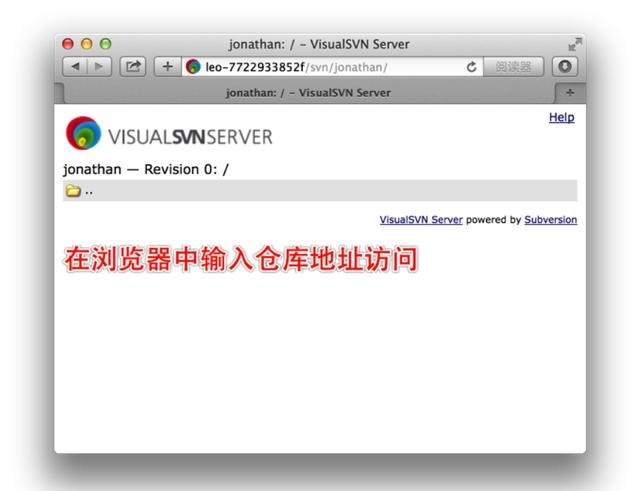 jonathan: / – VisualSVN Server
leo-7722933852f/svn/jonathan/
阅读器
jonathan: / – VisualSVN Server
Help
VISUALSVNSERVER
jonathan — Revision 0: /
..
VisualSVN Server powered by Subversion
在浏览器中输入仓库地址访问